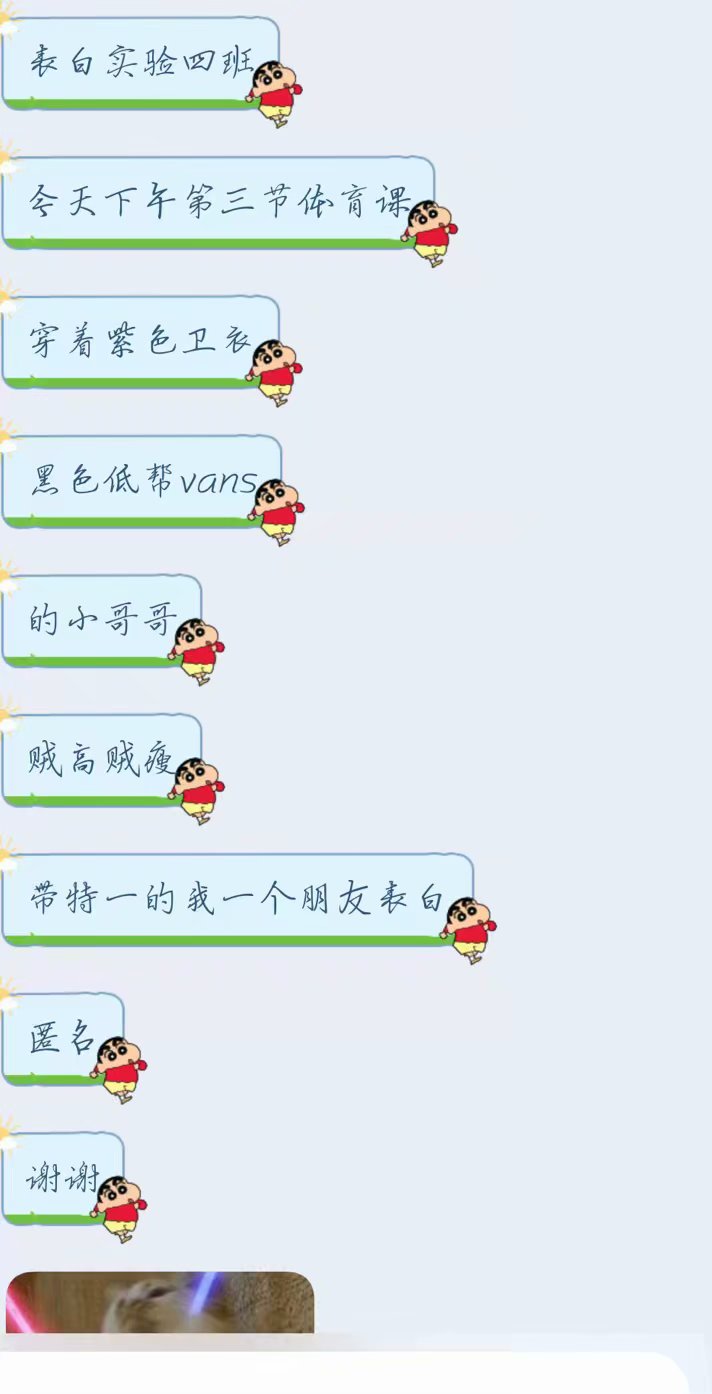 表白实验四班
今天下午第三节体育课
穿着紫色卫衣
黑色低帮vans
的小哥哥
贼高贼瘦
带特一的我一个朋友表白
匿名
谢谢